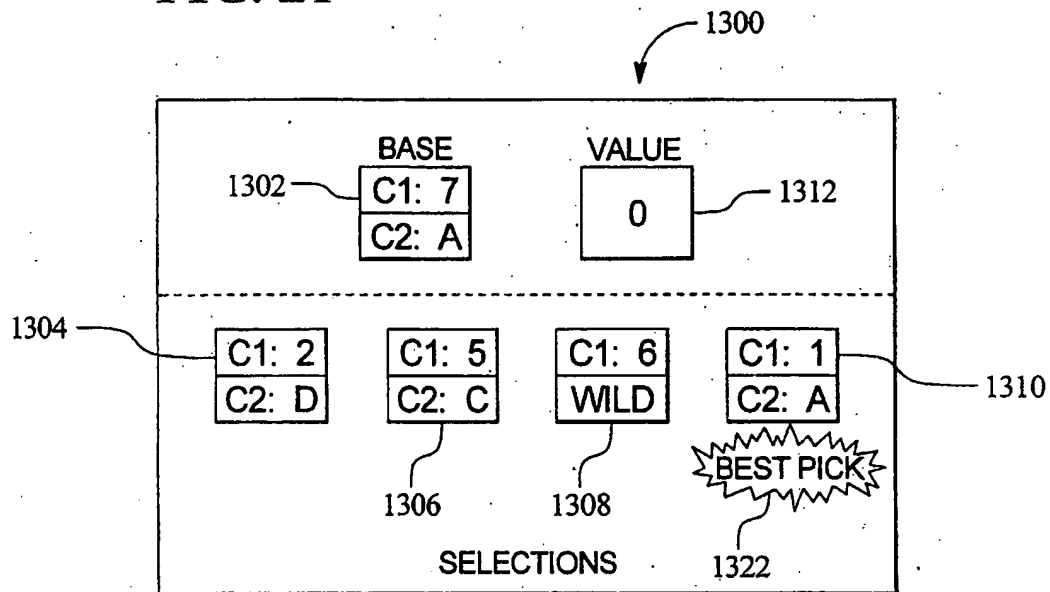 1300
BASE VALUE
1302 C1: 7 0 1312
C2: A
1304 C1: 2 C1: 5 C1: 6 C1: 1 1310
C2: D C2: C WILD C2: A
BEST PICK
1306 1308 1322
SELECTIONS